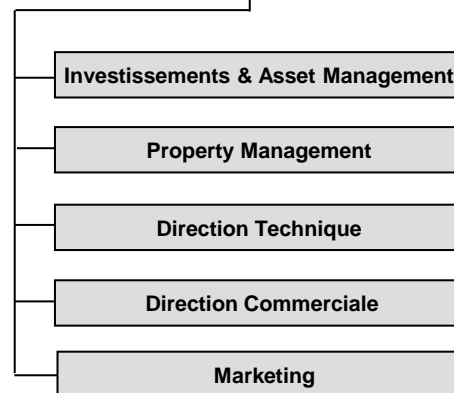 Investissements & Asset Management
Property Management
Direction Technique
Direction Commerciale
Marketing